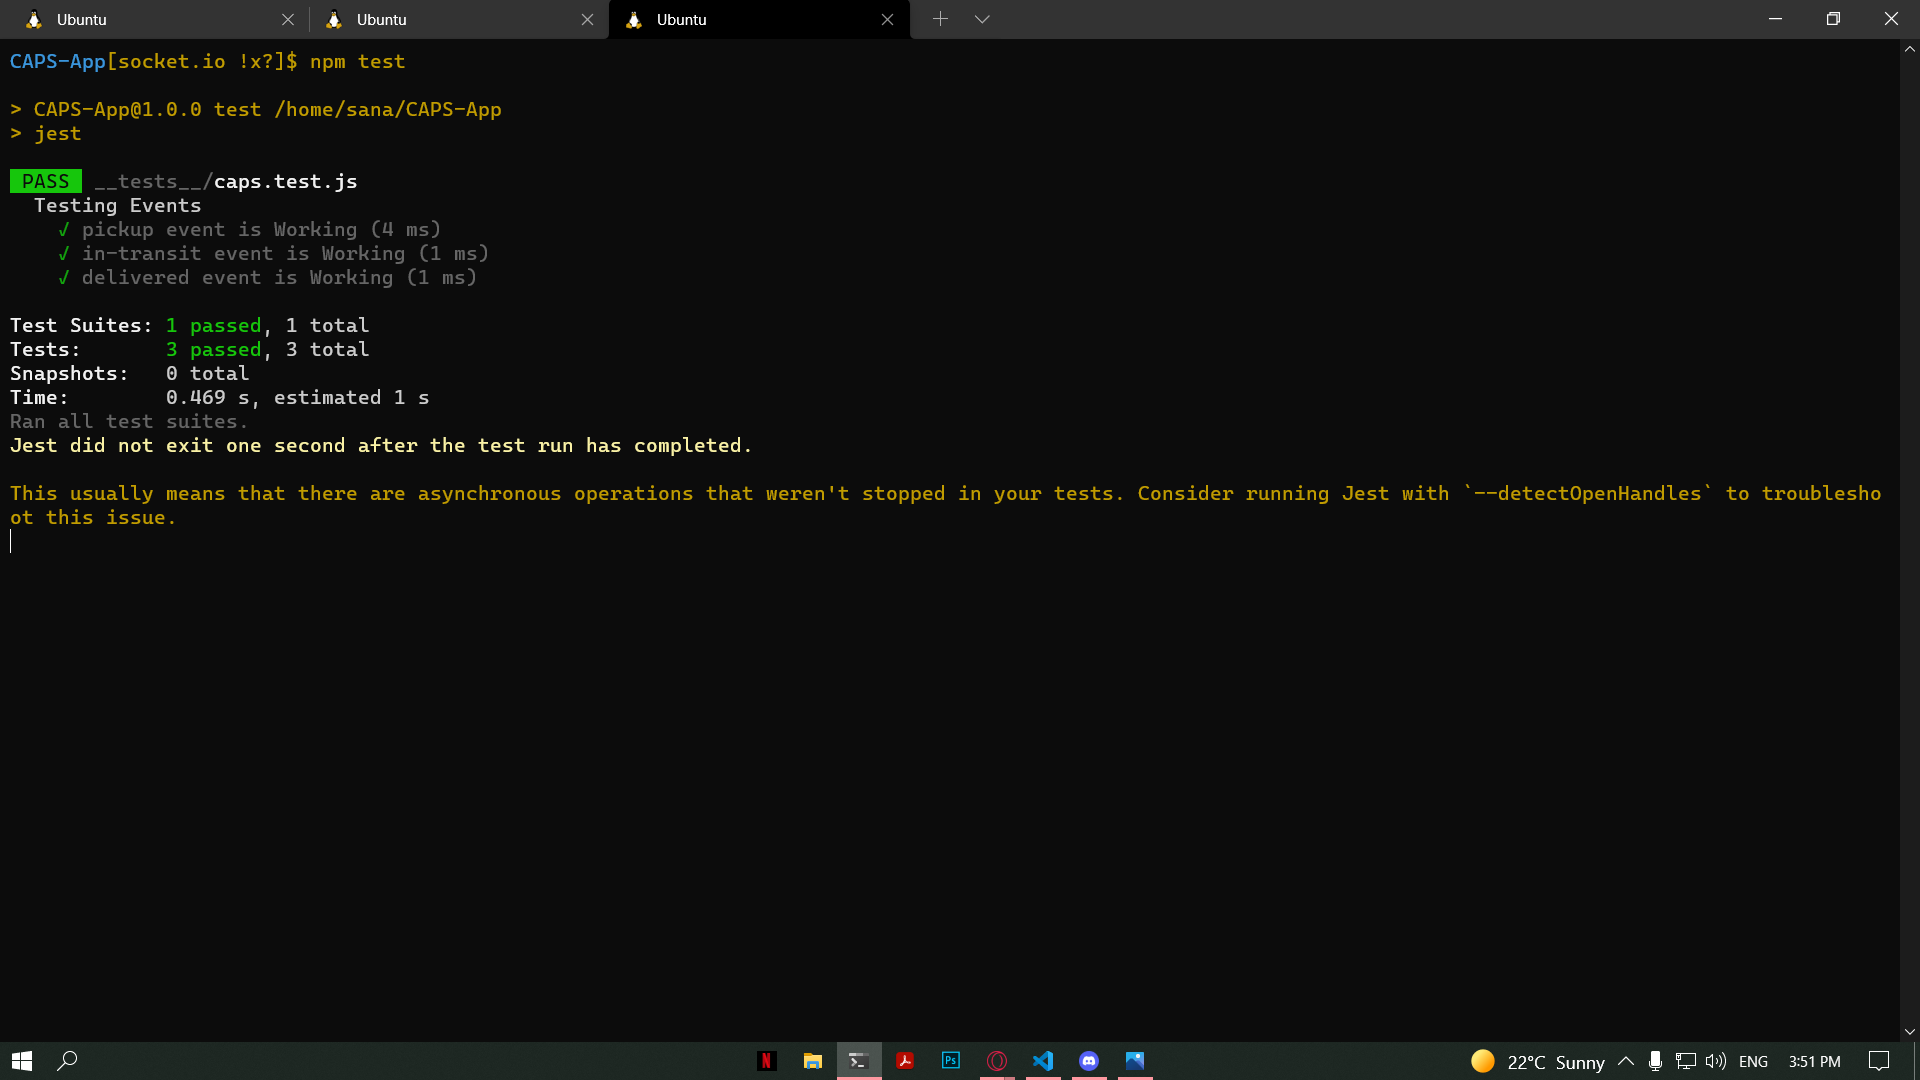 Ubuntu
Ubuntu
Ubuntu
CAPS-App[socket.io !x?]$ npm test
> CAPS-App@1.0.0 test /home/sana/CAPS-App
> jest
PASS __tests__/caps.test.js
Testing Events
√ pickup event is Working (4 ms)
√ in-transit event is Working (1 ms)
√ delivered event is Working (1 ms)
Test Suites: 1 passed, 1 total
Tests: 3 passed, 3 total
Snapshots: 0 total
Time: 0.469 s, estimated 1 s
Ran all test suites.
Jest did not exit one second after the test run has completed.
This usually means that there are asynchronous operations that weren't stopped in your tests. Consider running Jest with `--detectOpenHandles` to troublesho
ot this issue.
N
Ps
22°C Sunny
ENG
3:51 PM